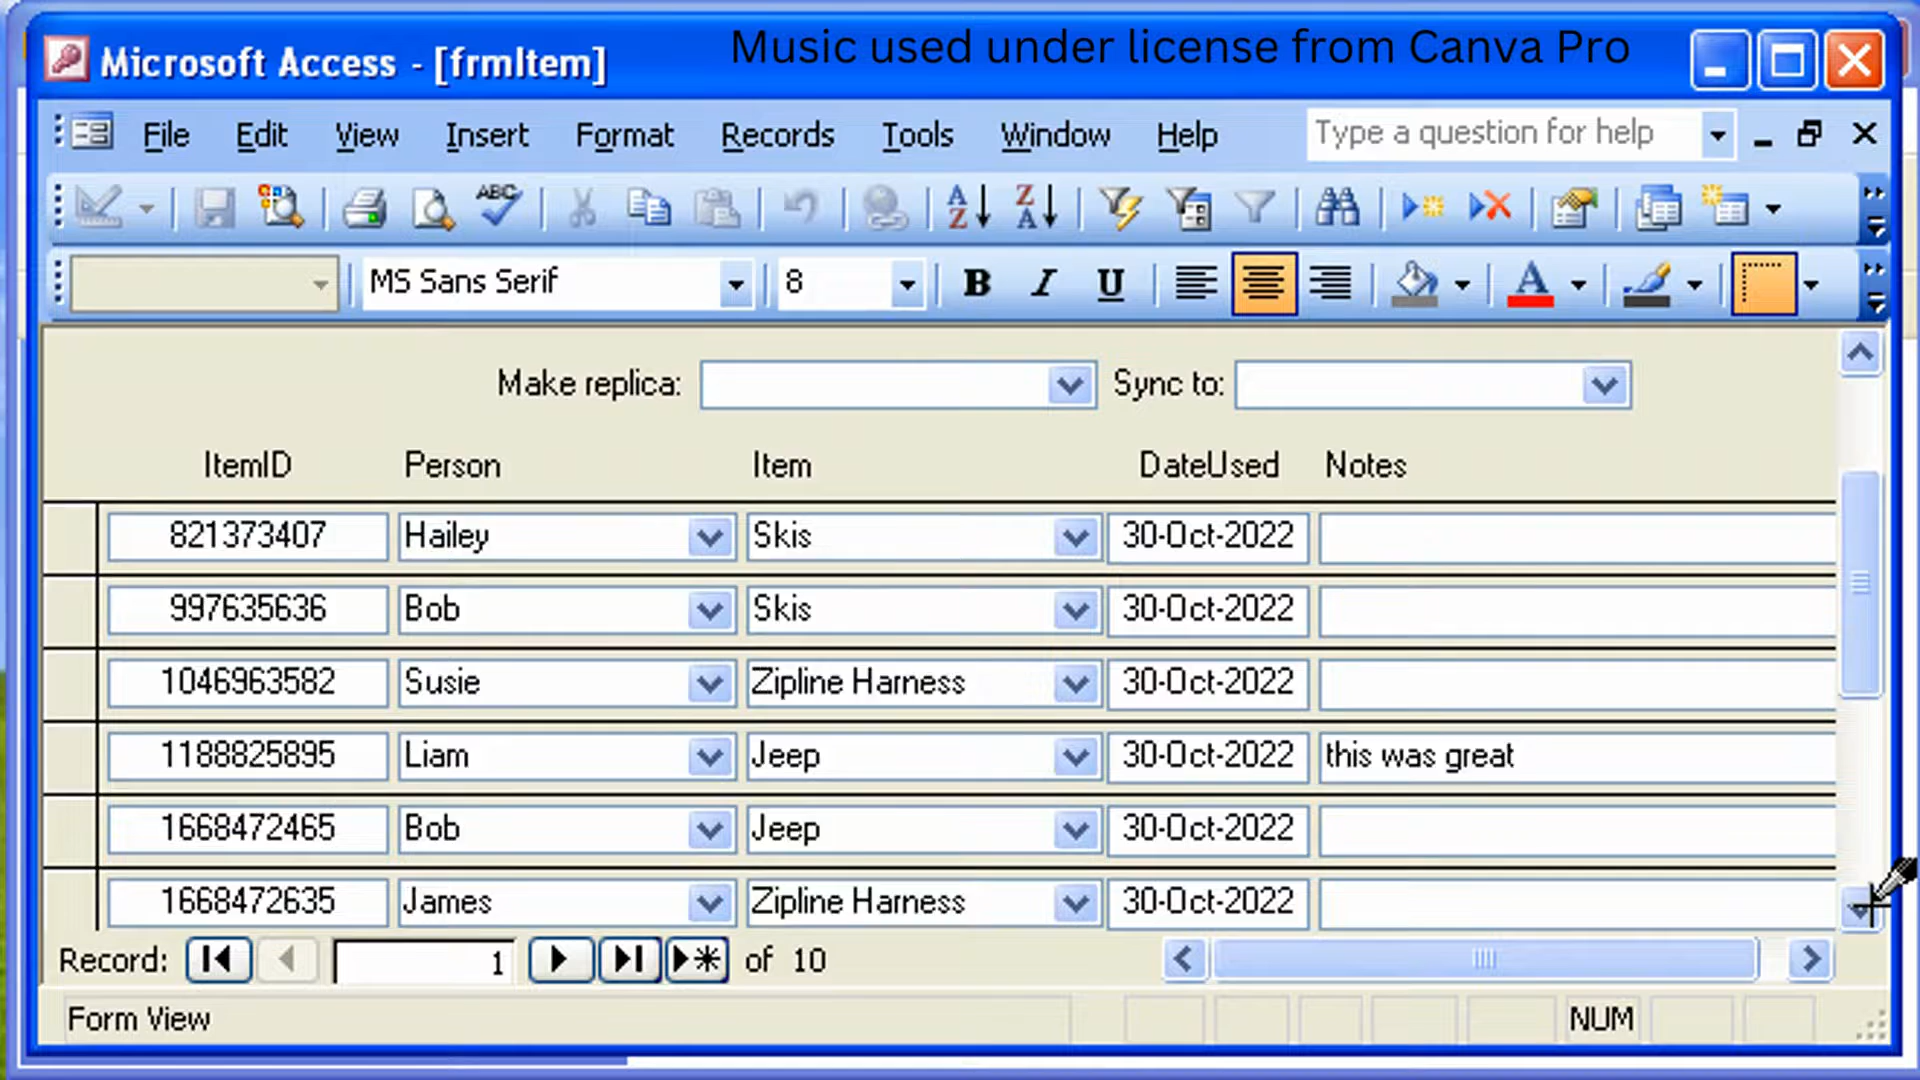 Microsoft Access - [frmItem]
Music used under license from Canva Pro
File Edit View Insert Format Records Tools Window Help Type a question for help
ABC A Z Z A
MS Sans Serif 8 B I U A
Make replica: Sync to:
ItemID Person Item DateUsed Notes
821373407 Hailey Skis 30-Oct-2022
997635636 Bob Skis 30-Oct-2022
1046963582 Susie Zipline Harness 30-Oct-2022
1188825895 Liam Jeep 30-Oct-2022 this was great
1668472465 Bob Jeep 30-Oct-2022
1668472635 James Zipline Harness 30-Oct-2022
Record: 1 of 10
Form View NUM